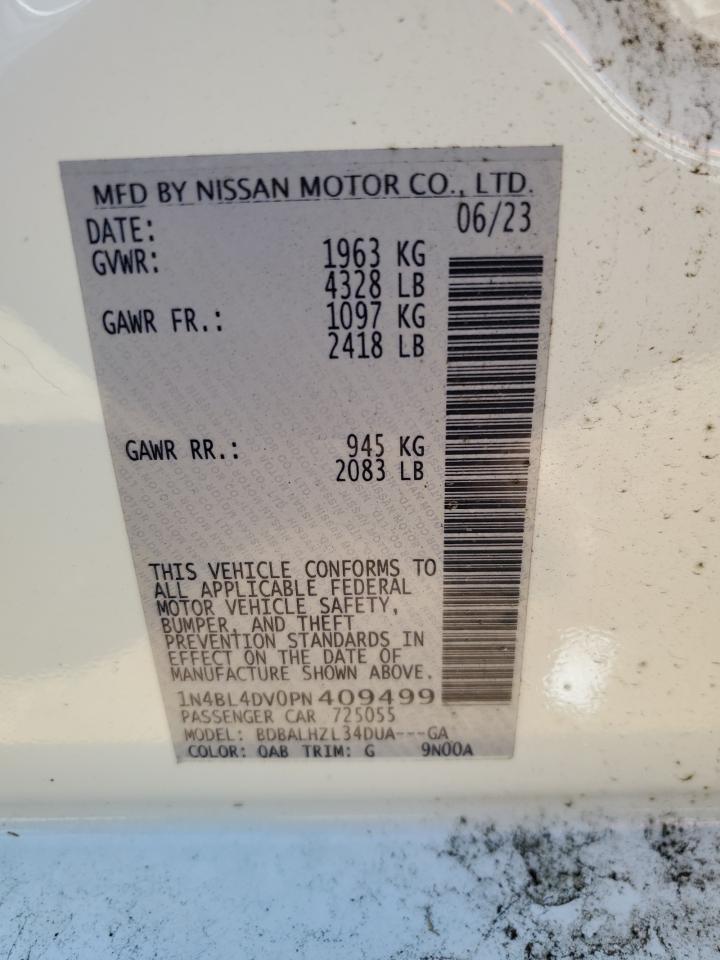 MFD BY NISSAN MOTOR CO., LTD.
DATE: 06/23
GVWR: 1963 KG
4328 LB
GAWR FR.: 1097 KG
2418 LB
GAWR RR.: 945 KG
2083 LB
THIS VEHICLE CONFORMS TO
ALL APPLICABLE FEDERAL
MOTOR VEHICLE SAFETY,
BUMPER, AND THEFT
PREVENTION STANDARDS IN
EFFECT ON THE DATE OF
MANUFACTURE SHOWN ABOVE.
1N4BL4DV0PN409499
PASSENGER CAR 725055
MODEL: BDBALHZL34DUA---GA
COLOR: QAB TRIM: G 9N00A